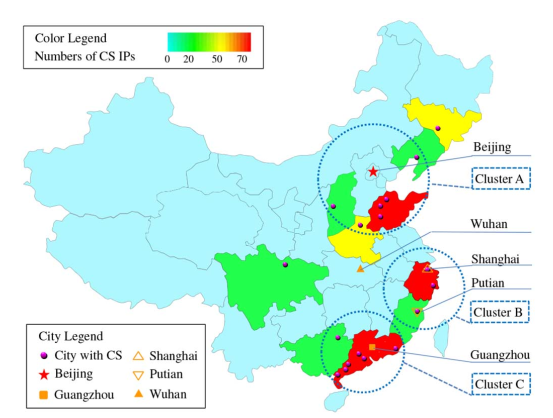 Color Legend
Numbers of CS IPs
0 20 50 70
Beijing
Cluster A
Wuhan
Shanghai
Putian
Cluster B
Guangzhou
Cluster C
City Legend
City with CS
Shanghai
Beijing
Putian
Guangzhou
Wuhan